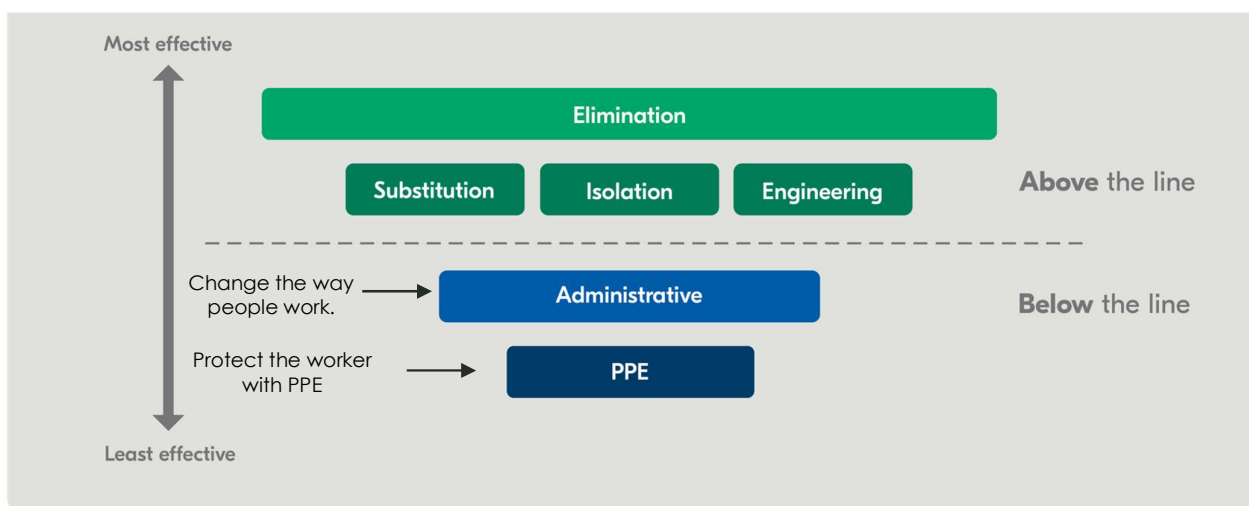 Most effective
Elimination
Substitution
Isolation
Engineering
Above the line
Change the way
people work.
Administrative
Below the line
Protect the worker
with PPE
PPE
Least effective